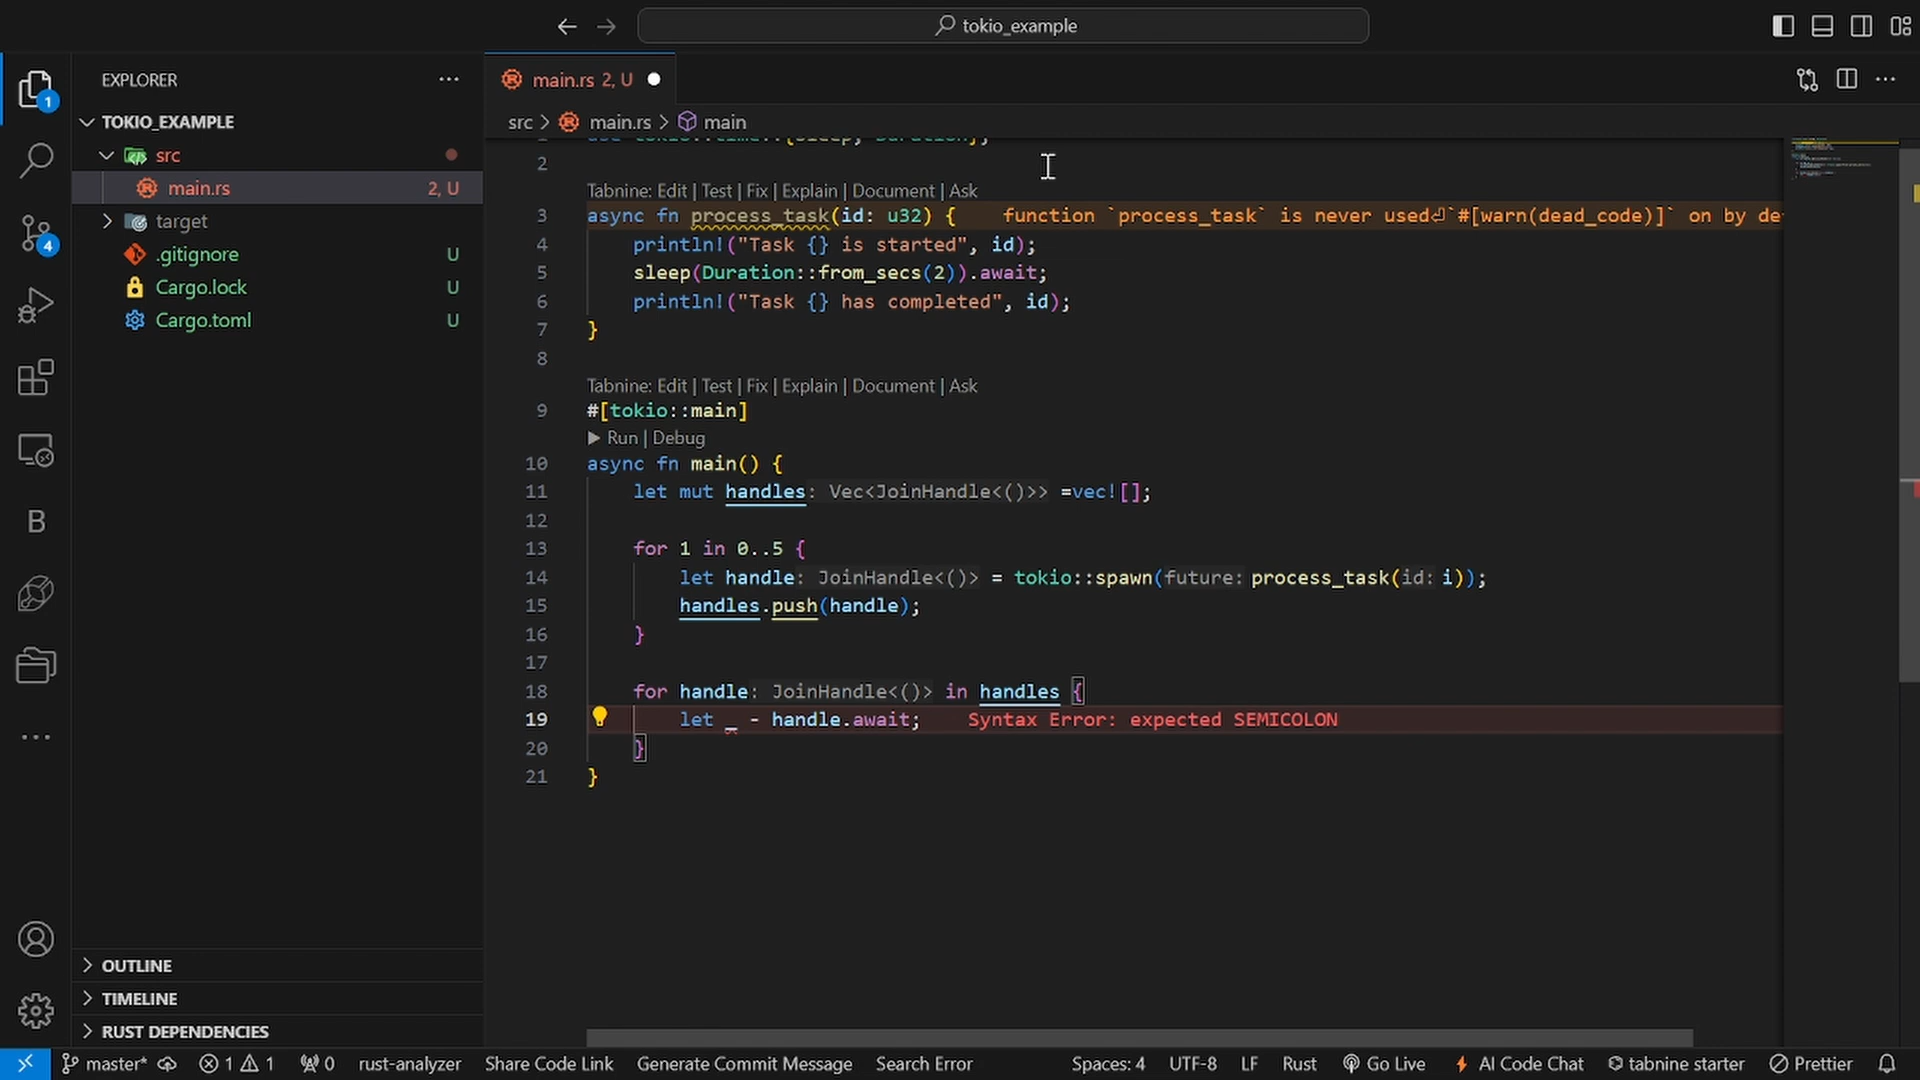 tokio_example
EXPLORER
TOKIO_EXAMPLE
src
main.rs 2, U
target
.gitignore U
Cargo.lock U
Cargo.toml U
OUTLINE
TIMELINE
RUST DEPENDENCIES
1
4
B
main.rs 2, U
src > main.rs > main
1 use tokio::time::{sleep, Duration};
2
Tabnine: Edit | Test | Fix | Explain | Document | Ask
3 async fn process_task(id: u32) { function `process_task` is never used⏎`#[warn(dead_code)]` on by de
4 println!("Task {} is started", id);
5 sleep(Duration::from_secs(2)).await;
6 println!("Task {} has completed", id);
7 }
8
Tabnine: Edit | Test | Fix | Explain | Document | Ask
9 #[tokio::main]
▶ Run | Debug
10 async fn main() {
11 let mut handles: Vec<JoinHandle<()>> =vec![];
12
13 for 1 in 0..5 {
14 let handle: JoinHandle<()> = tokio::spawn(future: process_task(id: i));
15 handles.push(handle);
16 }
17
18 for handle: JoinHandle<()> in handles {
19 let _ - handle.await; Syntax Error: expected SEMICOLON
20 }
21 }
master* 1 1 0 rust-analyzer Share Code Link Generate Commit Message Search Error Spaces: 4 UTF-8 LF Rust Go Live AI Code Chat tabnine starter Prettier